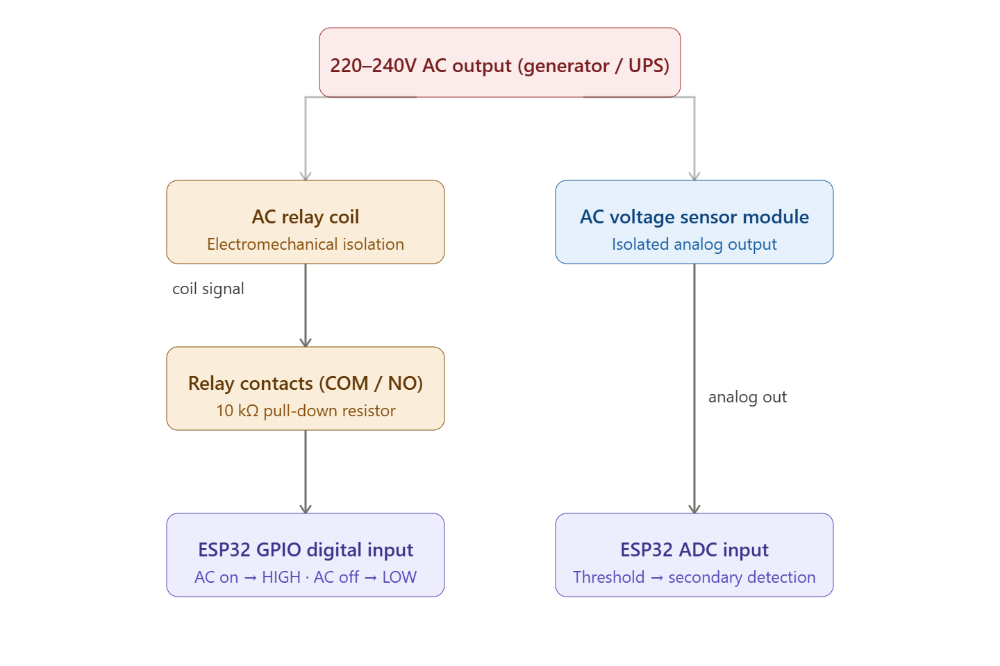 220–240V AC output (generator / UPS)
AC relay coil
Electromechanical isolation
AC voltage sensor module
Isolated analog output
coil signal
Relay contacts (COM / NO)
10 kΩ pull-down resistor
analog out
ESP32 GPIO digital input
AC on → HIGH · AC off → LOW
ESP32 ADC input
Threshold → secondary detection